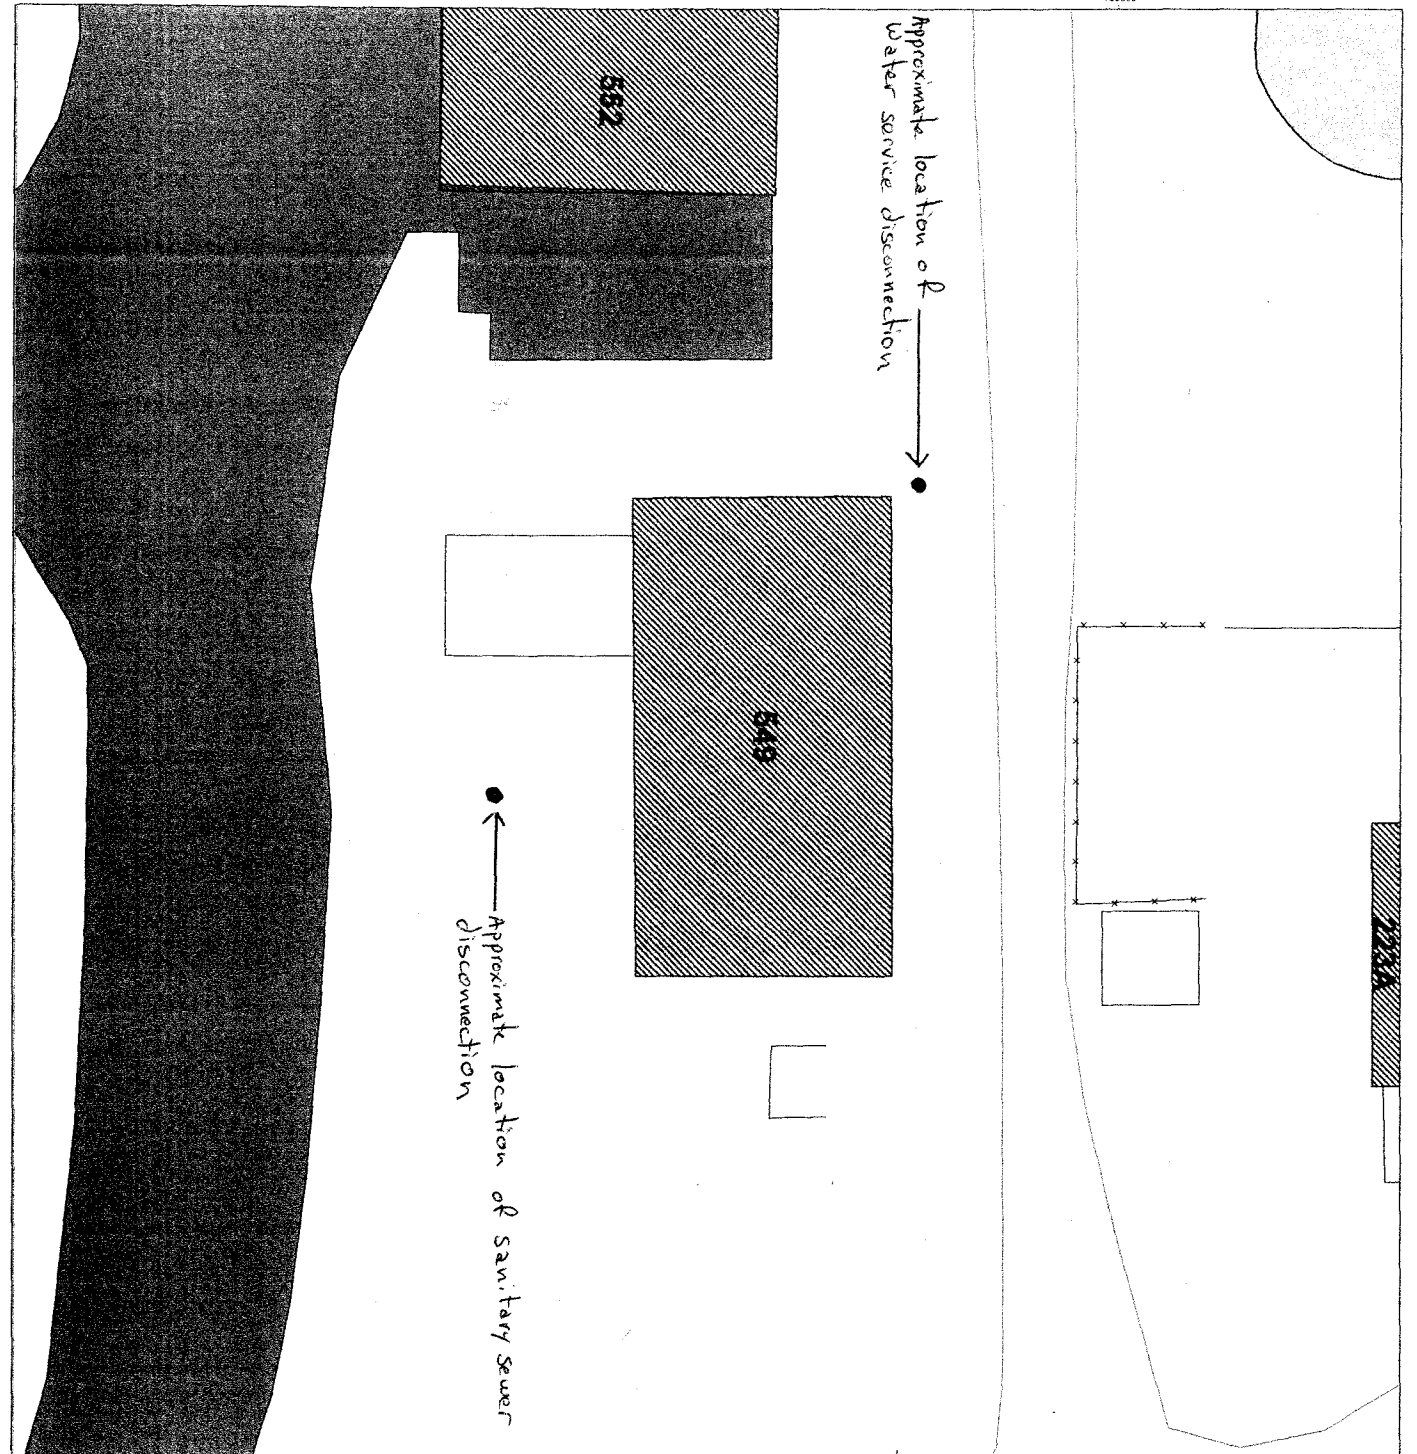 Approximate location of
Water service disconnection
552
549
223A
Approximate location of sanitary sewer
disconnection